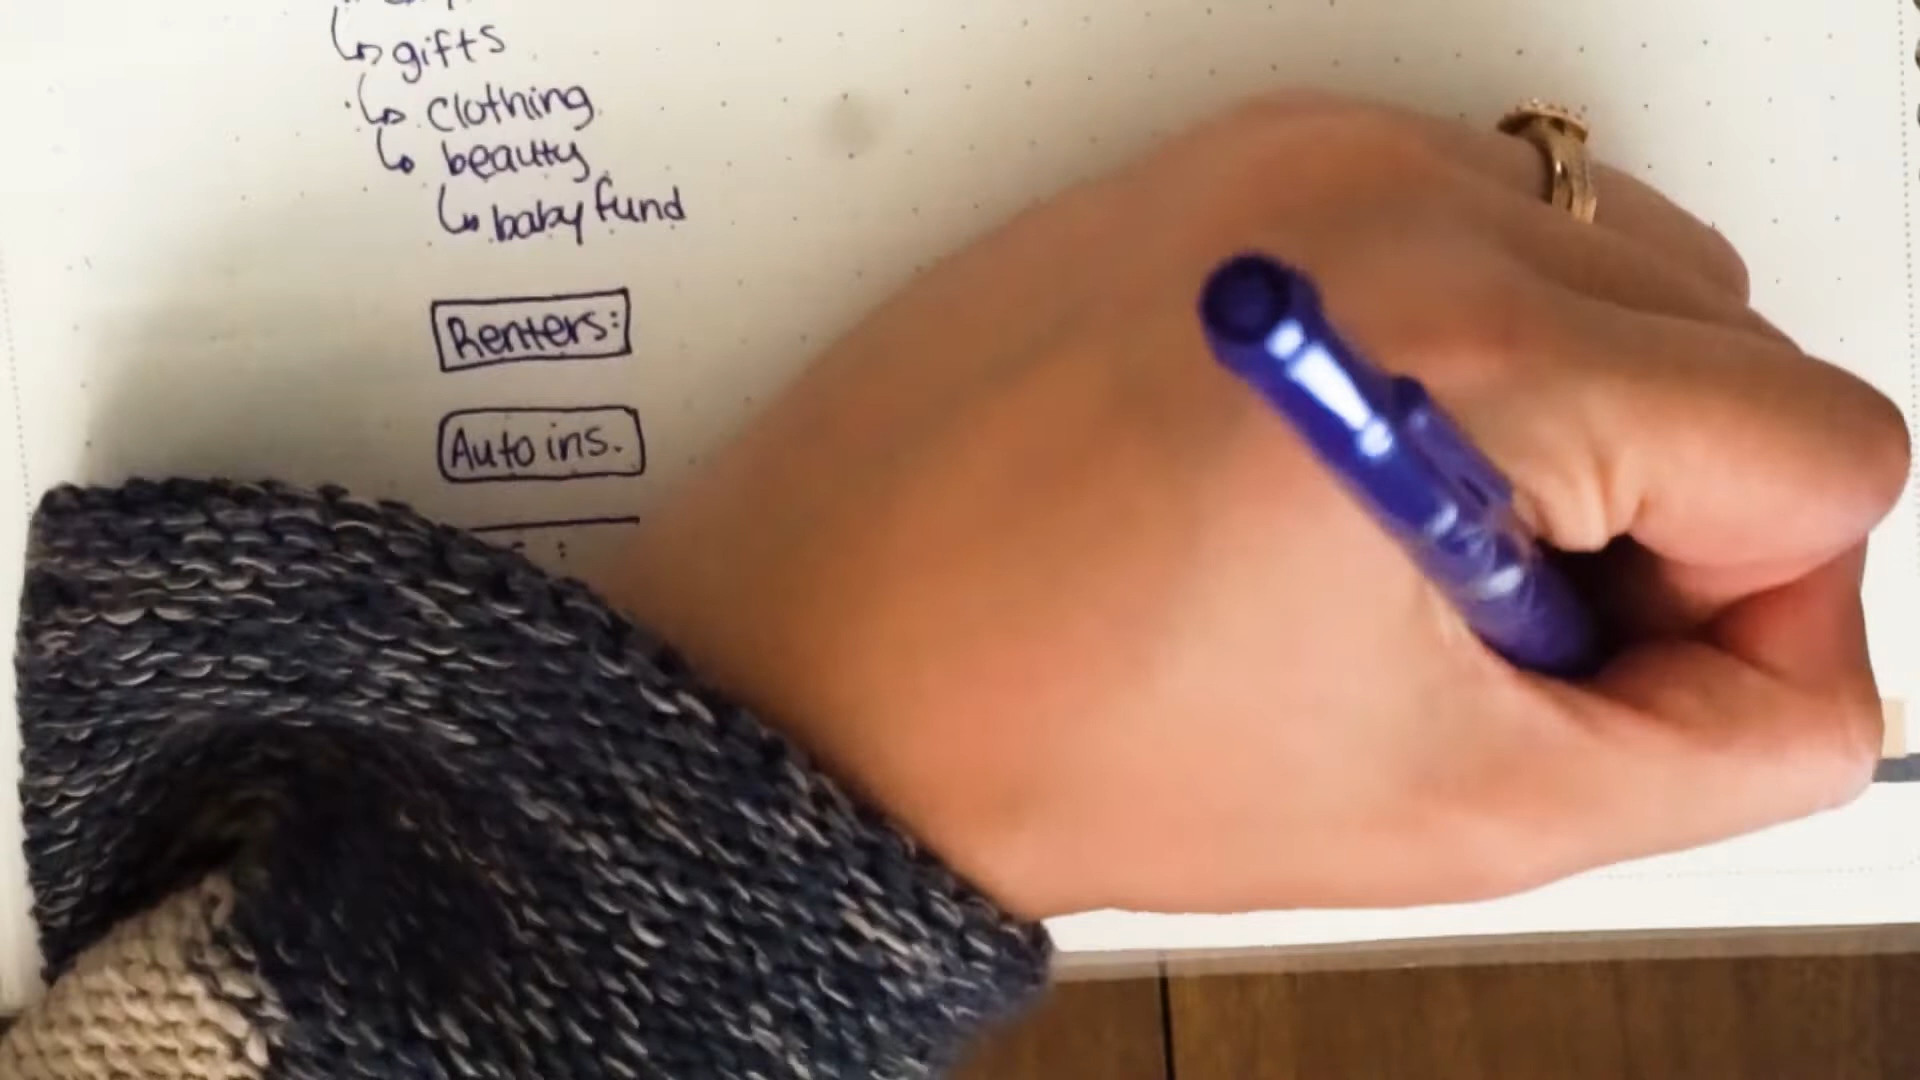 gifts
clothing
beauty
baby fund
Renters:
Auto ins.